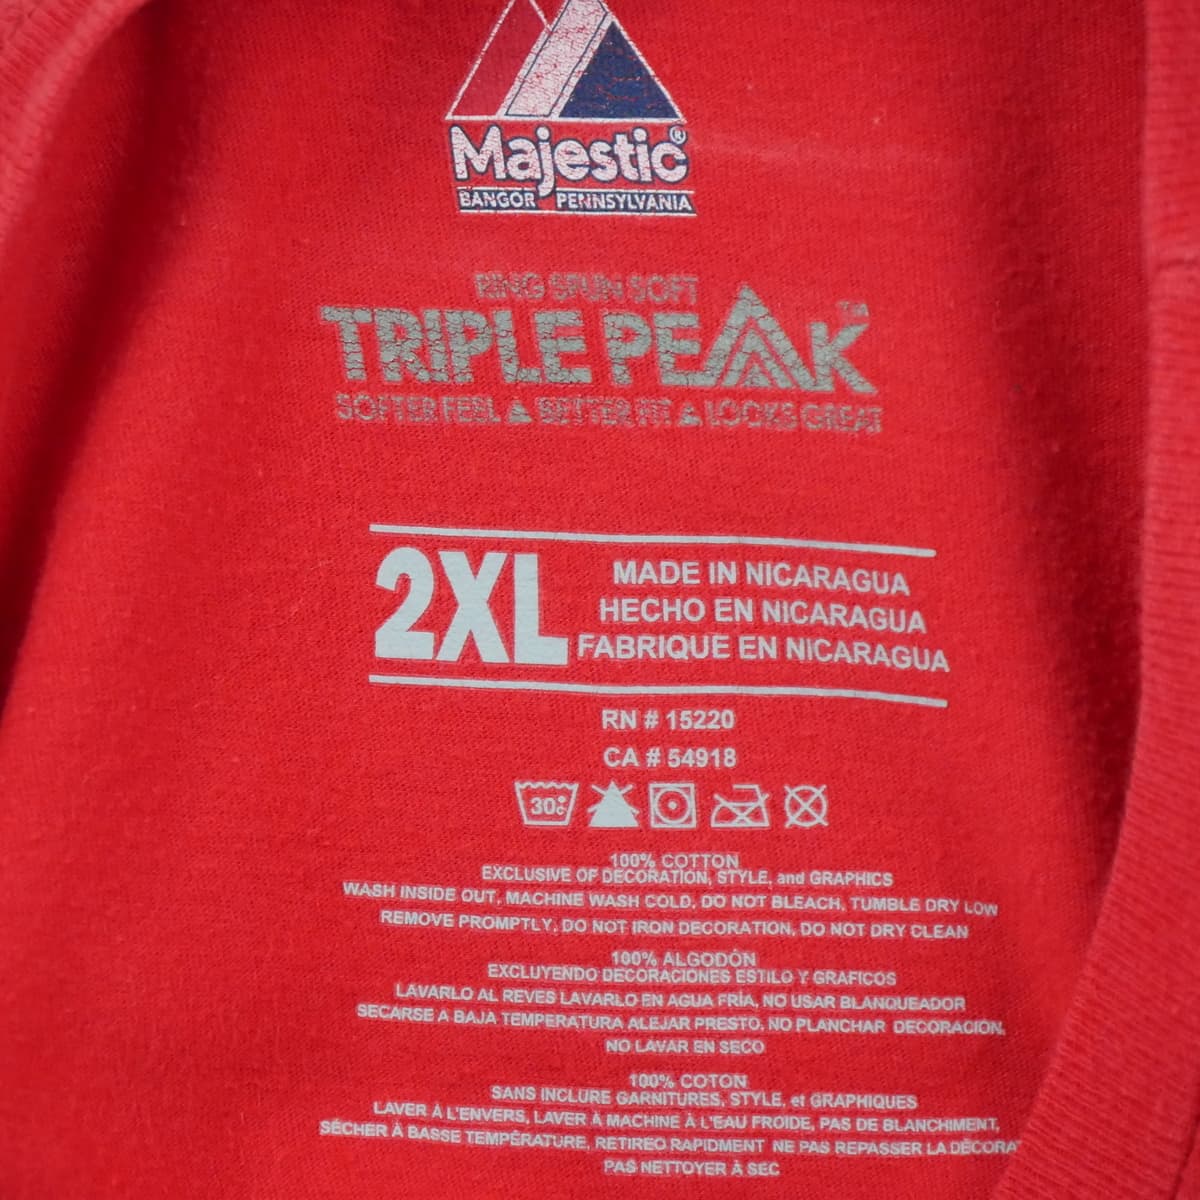 Majestic®
BANGOR PENNSYLVANIA
RING SPUN SOFT
TRIPLE PEAK™
SOFTER FEEL ▲ BETTER FIT ▲ LOOKS GREAT
2XL
MADE IN NICARAGUA
HECHO EN NICARAGUA
FABRIQUE EN NICARAGUA
RN # 15220
CA # 54918
30c
100% COTTON
EXCLUSIVE OF DECORATION, STYLE, and GRAPHICS
WASH INSIDE OUT, MACHINE WASH COLD, DO NOT BLEACH, TUMBLE DRY LOW
REMOVE PROMPTLY, DO NOT IRON DECORATION, DO NOT DRY CLEAN
100% ALGODÓN
EXCLUYENDO DECORACIONES ESTILO Y GRAFICOS
LAVARLO AL REVES LAVARLO EN AGUA FRÍA, NO USAR BLANQUEADOR
SECARSE A BAJA TEMPERATURA ALEJAR PRESTO, NO PLANCHAR DECORACIÓN,
NO LAVAR EN SECO
100% COTON
SANS INCLURE GARNITURES, STYLE, et GRAPHIQUES
LAVER À L'ENVERS, LAVER À MACHINE À L'EAU FROIDE, PAS DE BLANCHIMENT,
SÉCHER À BASSE TEMPÉRATURE, RETIREO RAPIDMENT NE PAS REPASSER LA DÉCORA
PAS NETTOYER À SEC